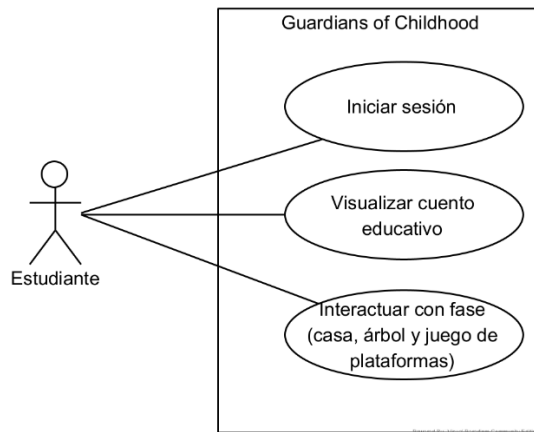 Guardians of Childhood
Iniciar sesión
Visualizar cuento
educativo
Estudiante
Interactuar con fase
(casa, árbol y juego de
plataformas)